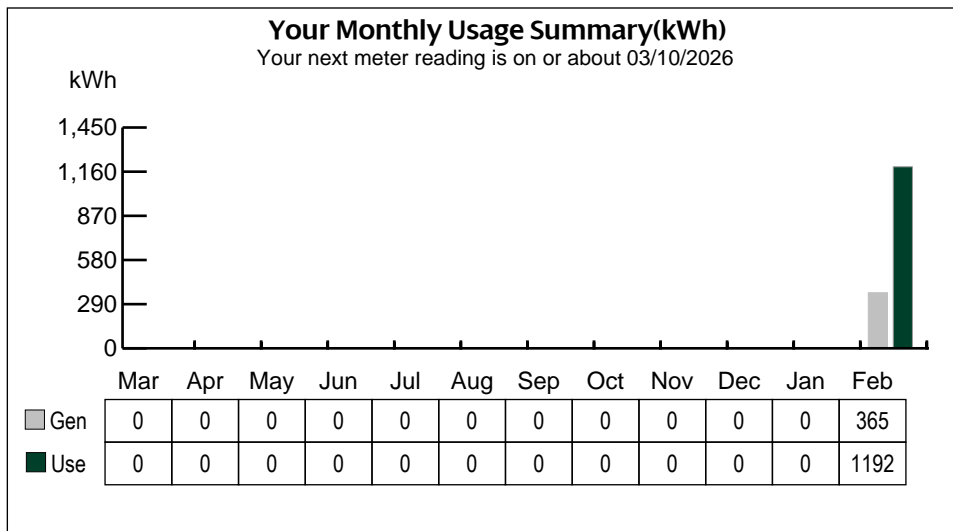 Your Monthly Usage Summary(kWh)
Your next meter reading is on or about 03/10/2026
kWh
1,450
1,160
870
580
290
0
Mar Apr May Jun Jul Aug Sep Oct Nov Dec Jan Feb
Gen 0 0 0 0 0 0 0 0 0 0 0 365
Use 0 0 0 0 0 0 0 0 0 0 0 1192